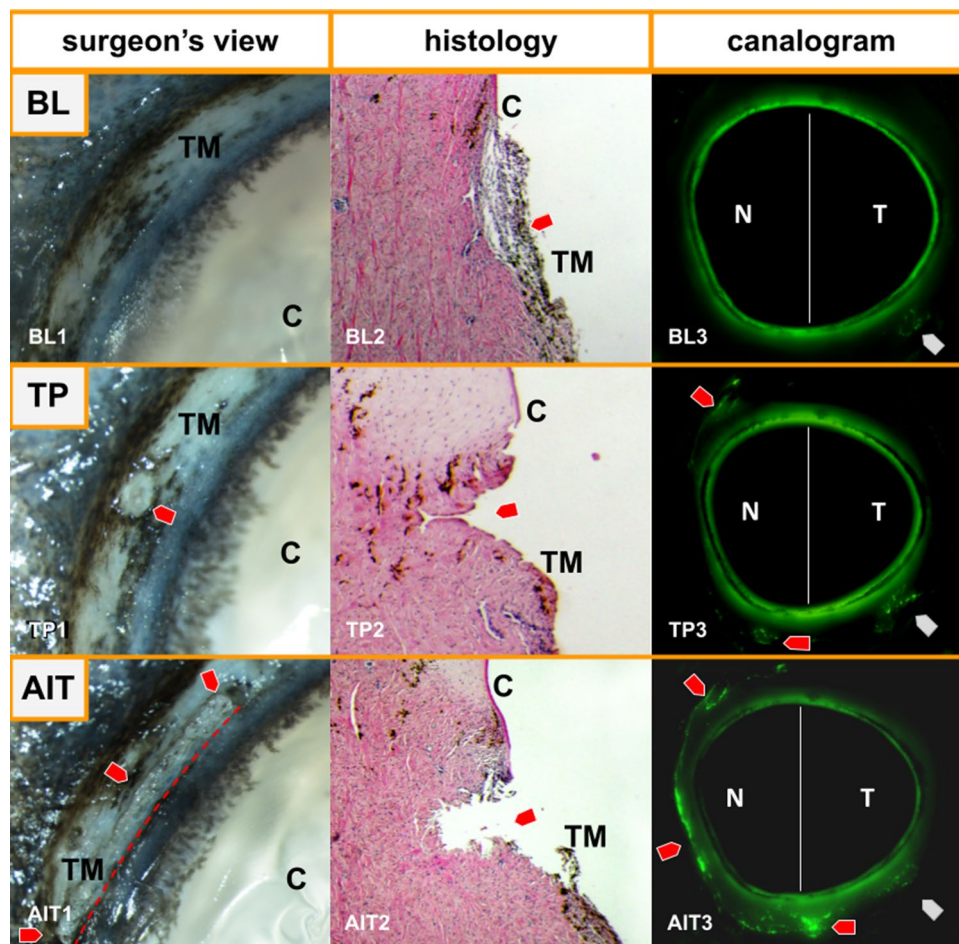 surgeon's view histology canalogram
BL
TM
C
BL1
C
TM
BL2
N T
BL3
TP
TM
C
TP1
C
TM
TP2
N T
TP3
AIT
TM
C
AIT1
C
TM
AIT2
N T
AIT3